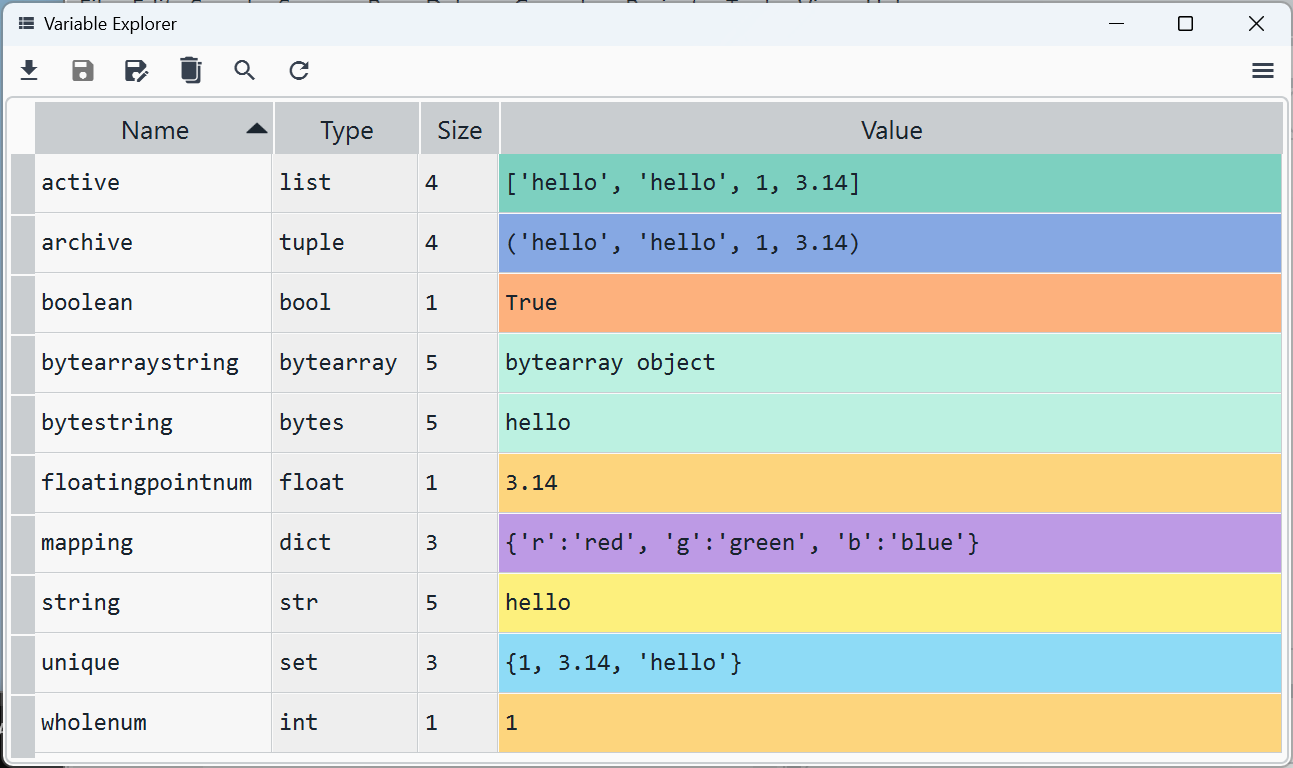 Variable Explorer
Name Type Size Value
active list 4 ['hello', 'hello', 1, 3.14]
archive tuple 4 ('hello', 'hello', 1, 3.14)
boolean bool 1 True
bytearraystring bytearray 5 bytearray object
bytestring bytes 5 hello
floatingpointnum float 1 3.14
mapping dict 3 {'r':'red', 'g':'green', 'b':'blue'}
string str 5 hello
unique set 3 {1, 3.14, 'hello'}
wholenum int 1 1